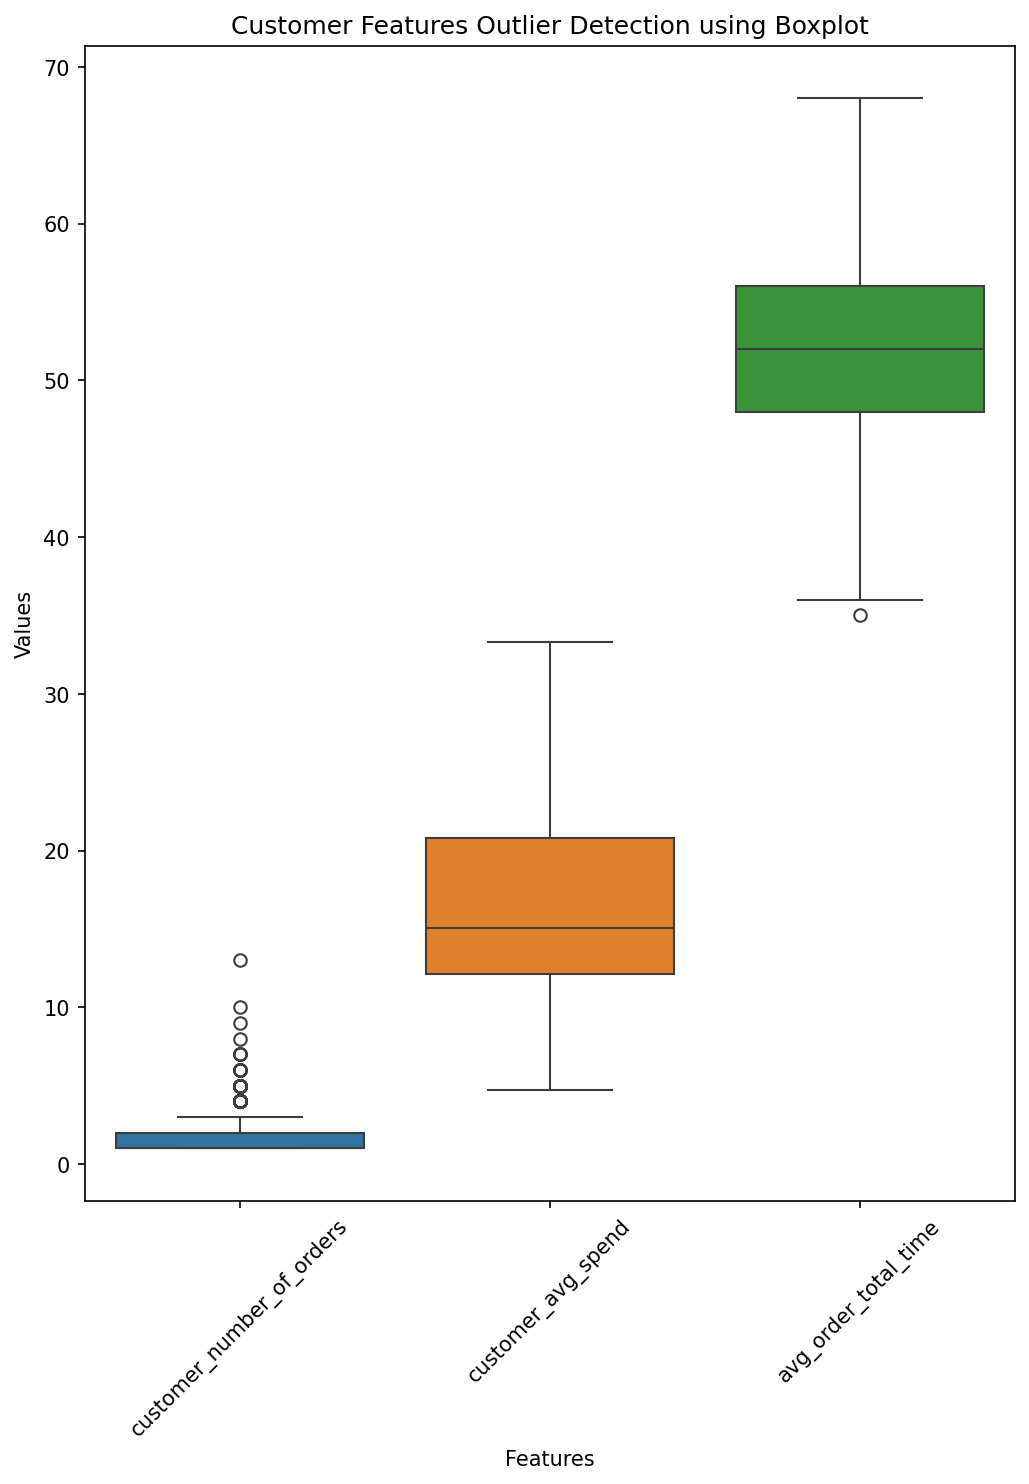 Customer Features Outlier Detection using Boxplot
70
60
50
40
30
20
10
0
Values
customer_number_of_orders
customer_avg_spend
avg_order_total_time
Features